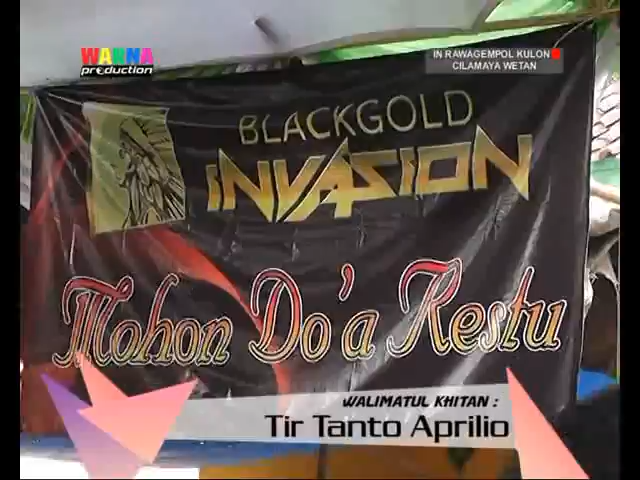 WARNA
production
IN RAWAGEMPOL KULON
CILAMAYA WETAN
BLACKGOLD
INVASION
Mohon Do'a Restu
WALIMATUL KHITAN :
Tir Tanto Aprilio